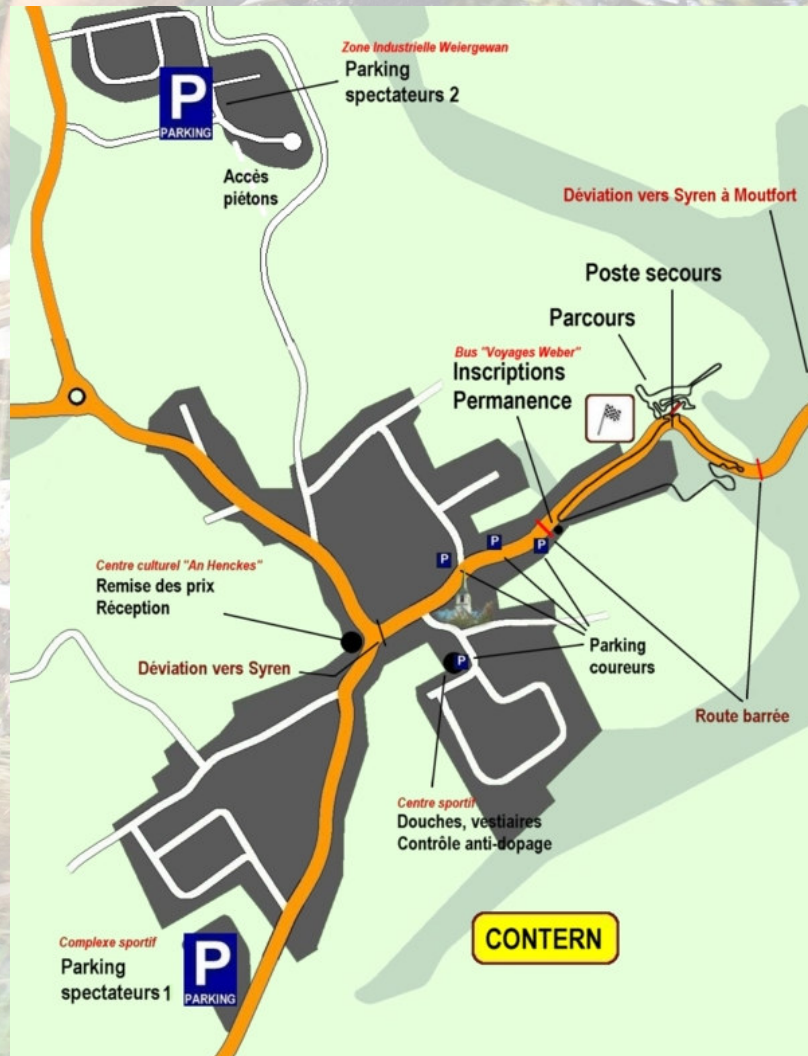 Zone Industrielle Weiergewan
Parking
spectateurs 2
P
PARKING
Accès
piétons
Déviation vers Syren à Moutfort
Poste secours
Parcours
Bus "Voyages Weber"
Inscriptions
Permanence
P
P
P
Centre culturel "An Henckes"
Remise des prix
Réception
Parking
coureurs
P
Déviation vers Syren
Route barrée
Centre sportif
Douches, vestiaires
Contrôle anti-dopage
CONTERN
Complexe sportif
Parking
spectateurs 1
P
PARKING